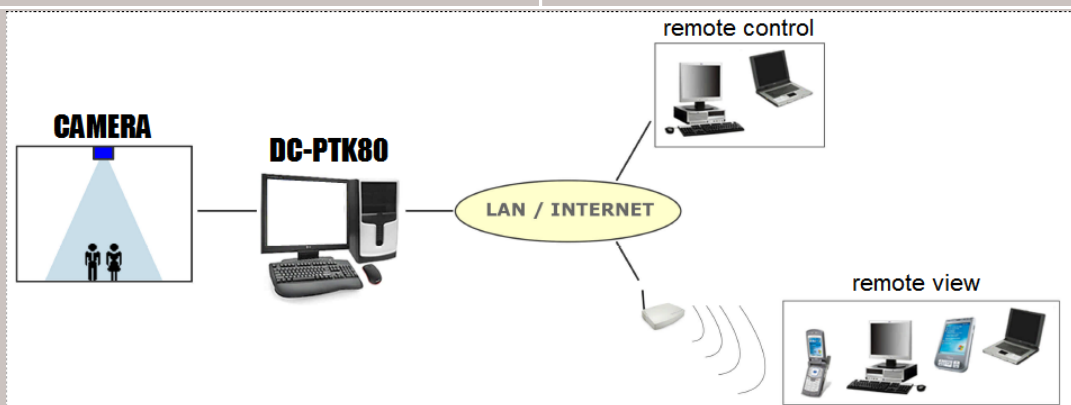 remote control
CAMERA
DC-PTK80
LAN / INTERNET
remote view